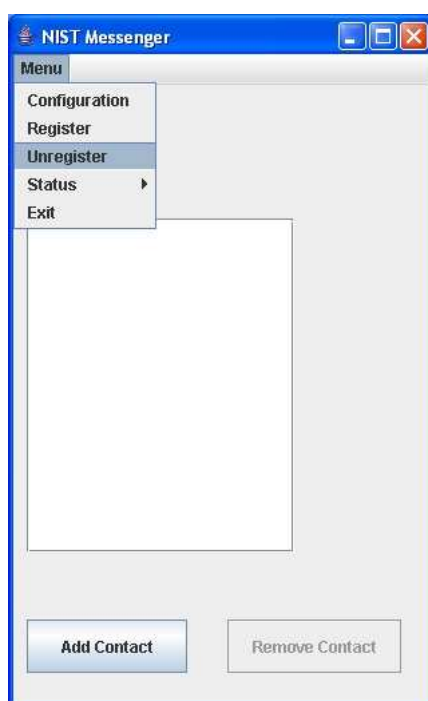 NIST Messenger
Menu
Configuration
Register
Unregister
Status
Exit
Add Contact
Remove Contact